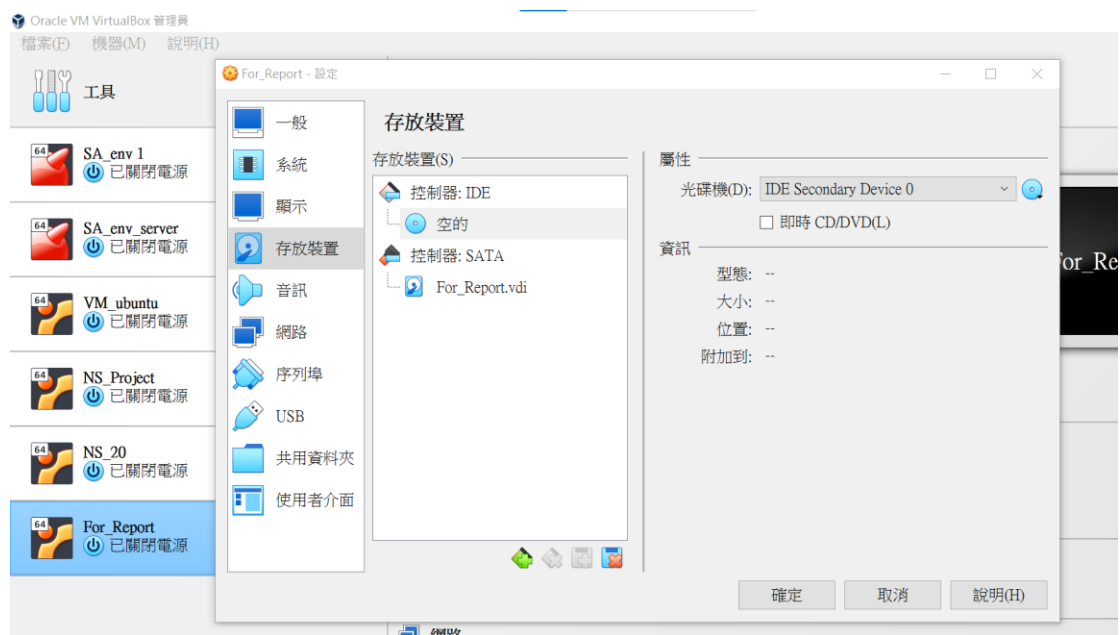 Oracle VM VirtualBox 管理員
檔案(F) 機器(M) 說明(H)
工具
64 SA_env 1
已關閉電源
64 SA_env_server
已關閉電源
64 VM_ubuntu
已關閉電源
64 NS_Project
已關閉電源
64 NS_20
已關閉電源
64 For_Report
已關閉電源
For_Report - 設定
一般
系統
顯示
存放裝置
音訊
網路
序列埠
USB
共用資料夾
使用者介面
存放裝置
存放裝置(S)
控制器: IDE
空的
控制器: SATA
For_Report.vdi
屬性
光碟機(D): IDE Secondary Device 0
即時 CD/DVD(L)
資訊
型態: --
大小: --
位置: --
附加到: --
確定 取消 說明(H)
or_Re
網路